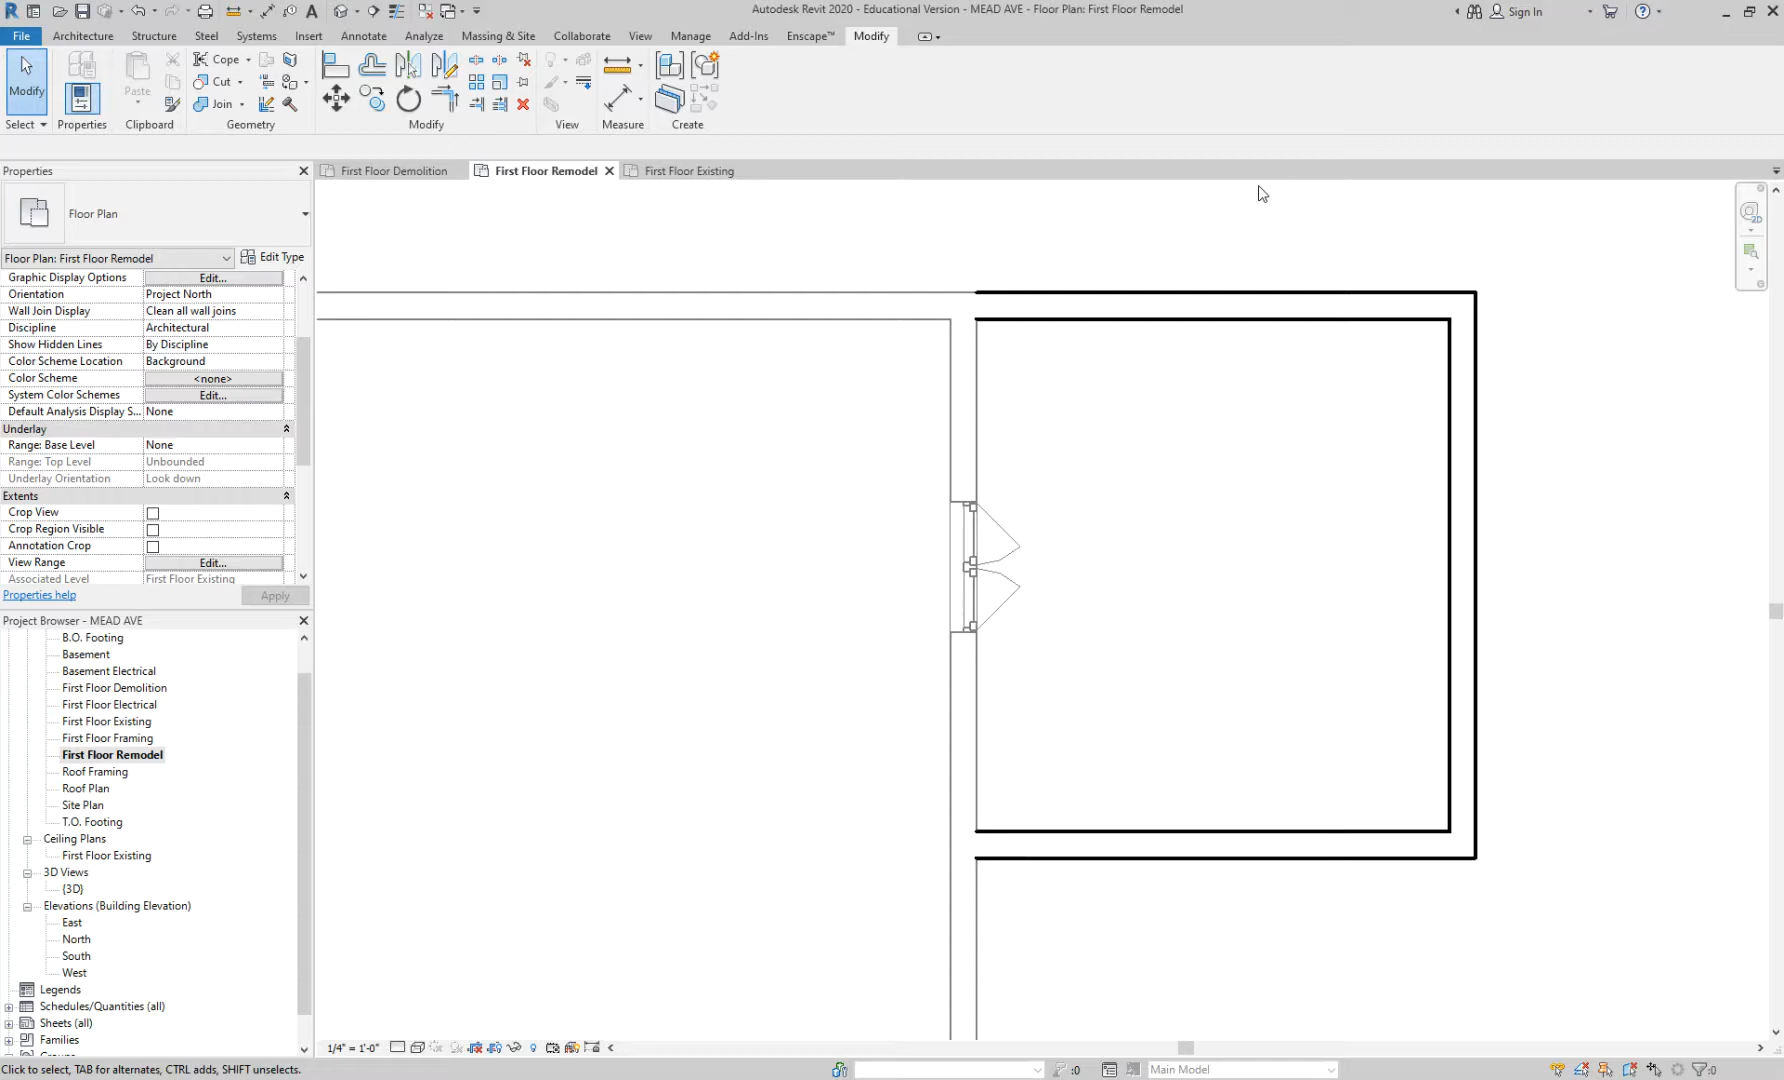 Autodesk Revit 2020 - Educational Version - MEAD AVE - Floor Plan: First Floor Remodel
Sign In
File Architecture Structure Steel Systems Insert Annotate Analyze Massing & Site Collaborate View Manage Add-Ins Enscape™ Modify
Modify
Paste
Cope
Cut
Join
Select Properties Clipboard Geometry Modify View Measure Create
Properties
First Floor Demolition
First Floor Remodel
First Floor Existing
Floor Plan
Floor Plan: First Floor Remodel
Edit Type
Graphic Display Options Edit...
Orientation Project North
Wall Join Display Clean all wall joins
Discipline Architectural
Show Hidden Lines By Discipline
Color Scheme Location Background
Color Scheme <none>
System Color Schemes Edit...
Default Analysis Display S... None
Underlay
Range: Base Level None
Range: Top Level Unbounded
Underlay Orientation Look down
Extents
Crop View
Crop Region Visible
Annotation Crop
View Range Edit...
Associated Level First Floor Existing
Properties help
Apply
Project Browser - MEAD AVE
B.O. Footing
Basement
Basement Electrical
First Floor Demolition
First Floor Electrical
First Floor Existing
First Floor Framing
First Floor Remodel
Roof Framing
Roof Plan
Site Plan
T.O. Footing
Ceiling Plans
First Floor Existing
3D Views
{3D}
Elevations (Building Elevation)
East
North
South
West
Legends
Schedules/Quantities (all)
Sheets (all)
Families
1/4" = 1'-0"
Click to select, TAB for alternates, CTRL adds, SHIFT unselects.
:0
Main Model
:0